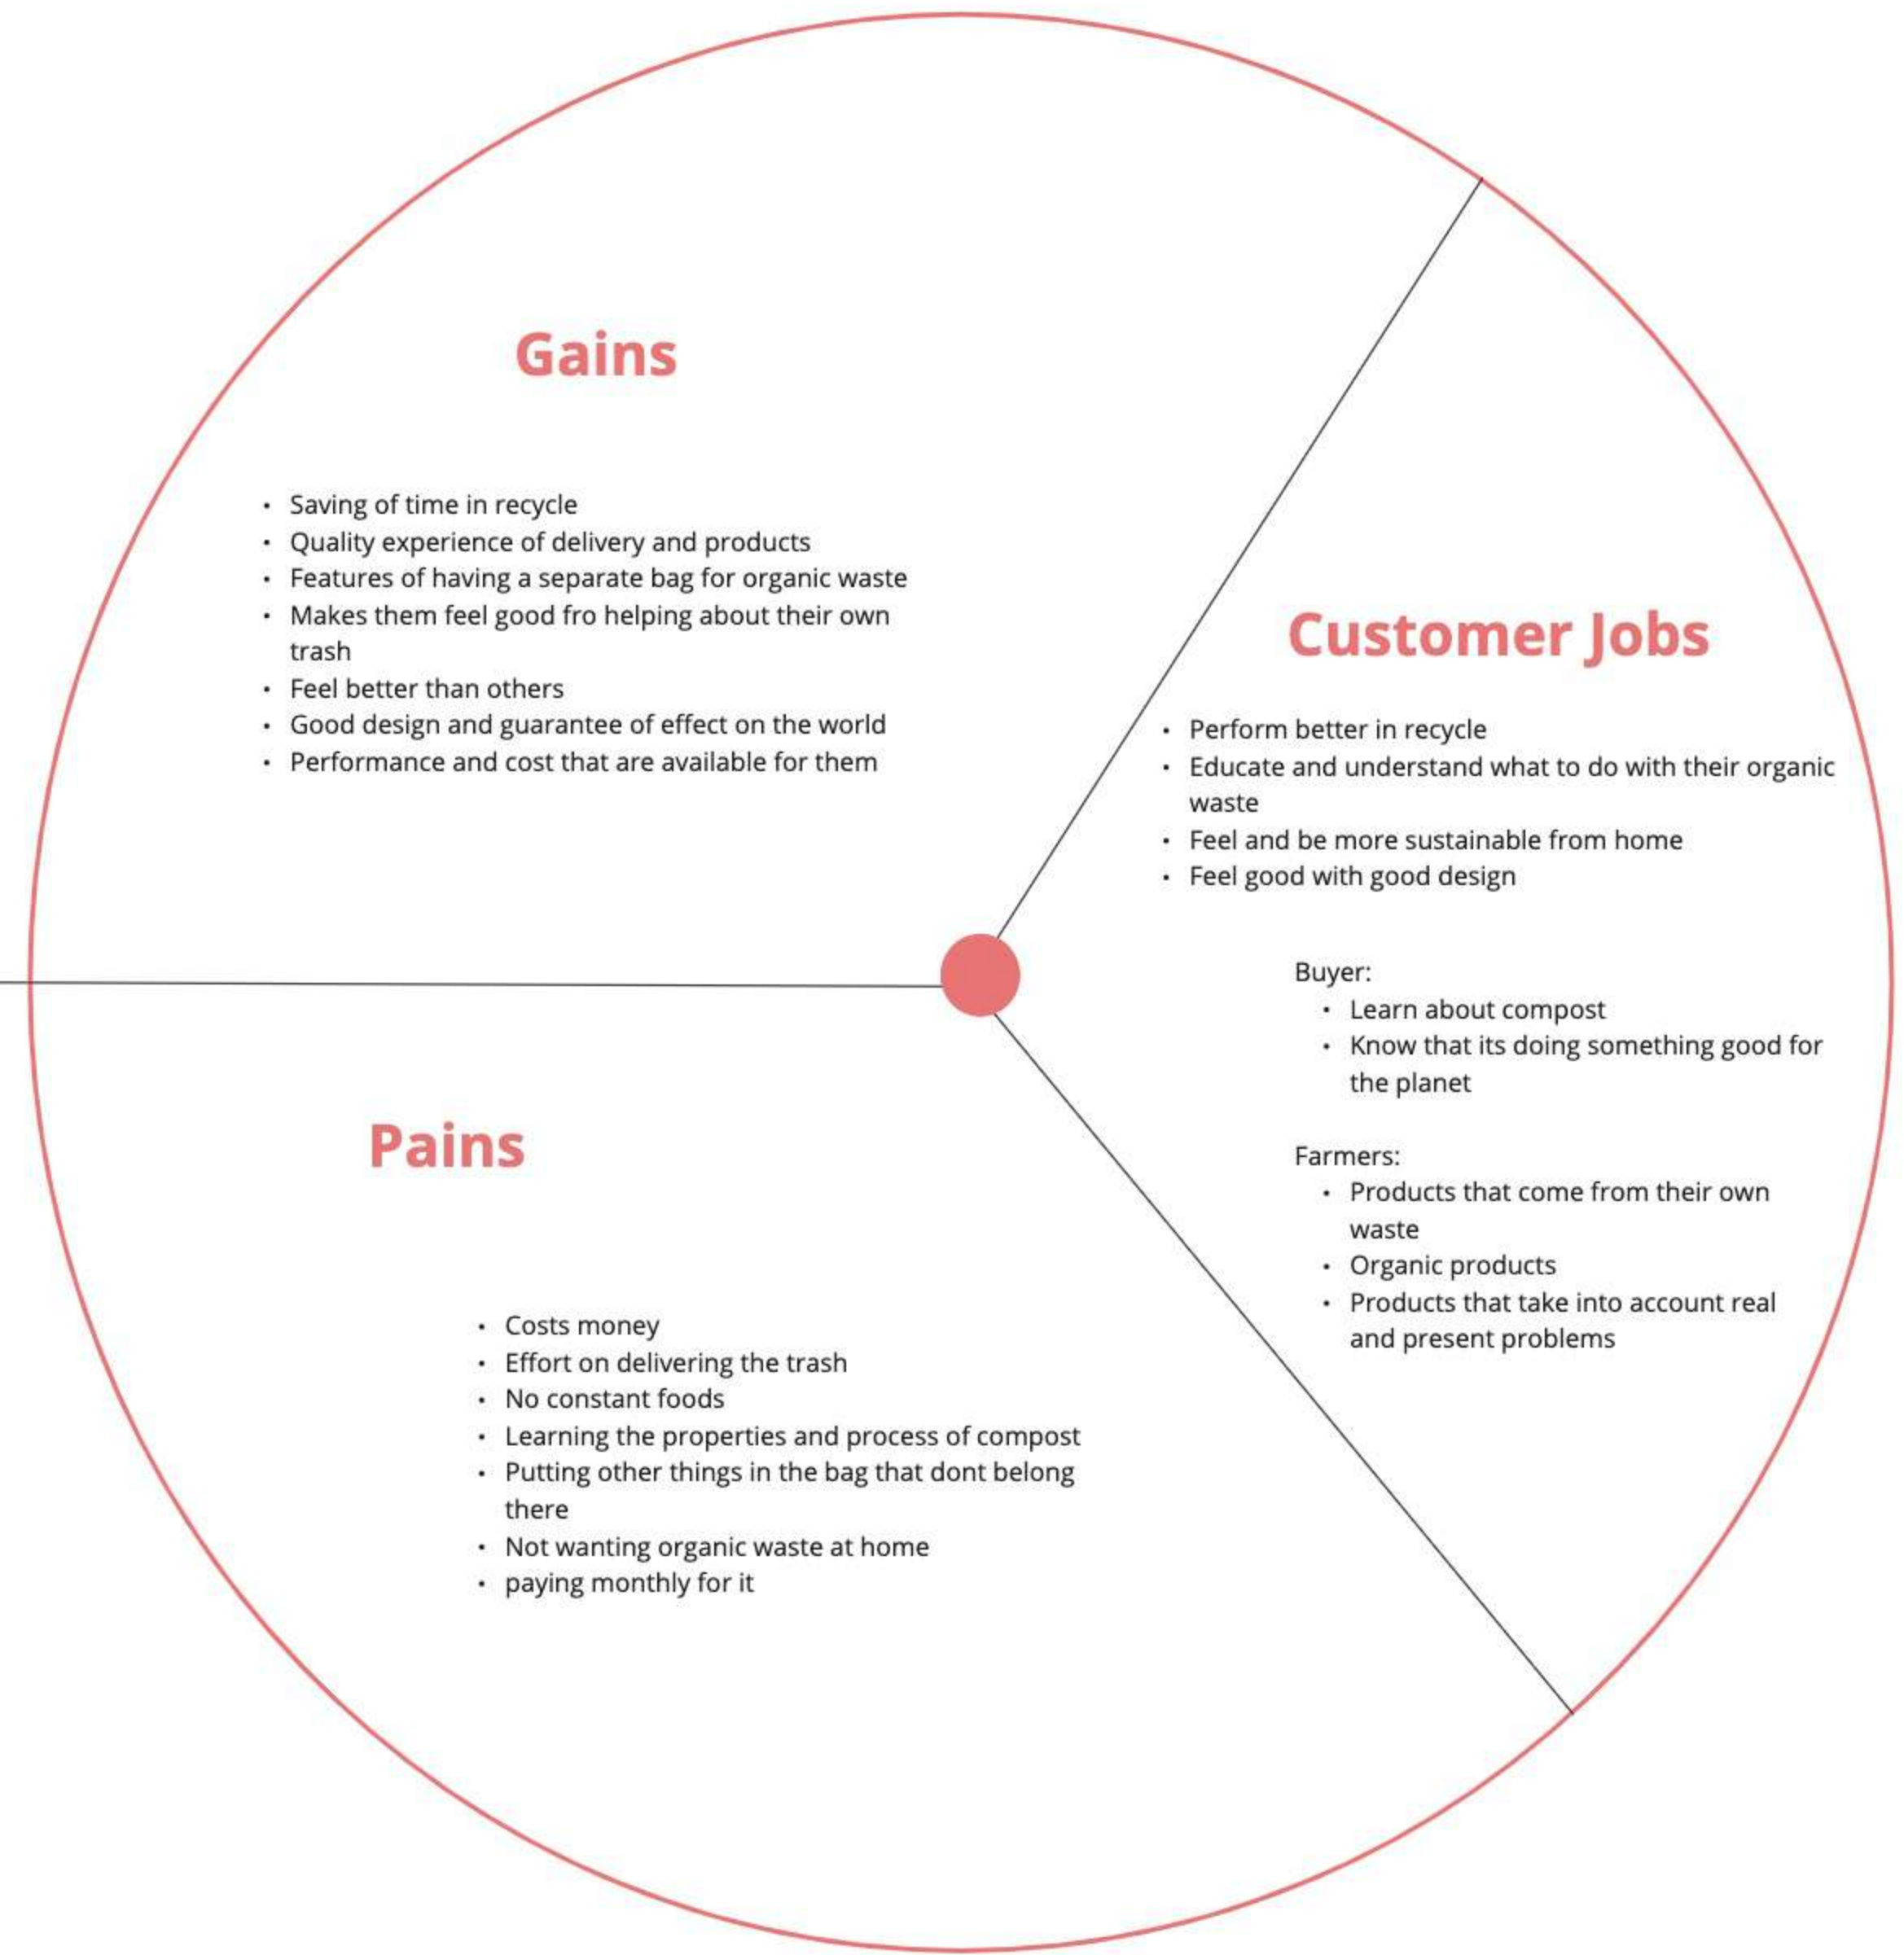 Gains
• Saving of time in recycle
• Quality experience of delivery and products
• Features of having a separate bag for organic waste
• Makes them feel good fro helping about their own
trash
• Feel better than others
• Good design and guarantee of effect on the world
• Performance and cost that are available for them
Customer Jobs
• Perform better in recycle
• Educate and understand what to do with their organic
waste
• Feel and be more sustainable from home
• Feel good with good design
Buyer:
• Learn about compost
• Know that its doing something good for
the planet
Farmers:
• Products that come from their own
waste
• Organic products
• Products that take into account real
and present problems
Pains
• Costs money
• Effort on delivering the trash
• No constant foods
• Learning the properties and process of compost
• Putting other things in the bag that dont belong
there
• Not wanting organic waste at home
• paying monthly for it